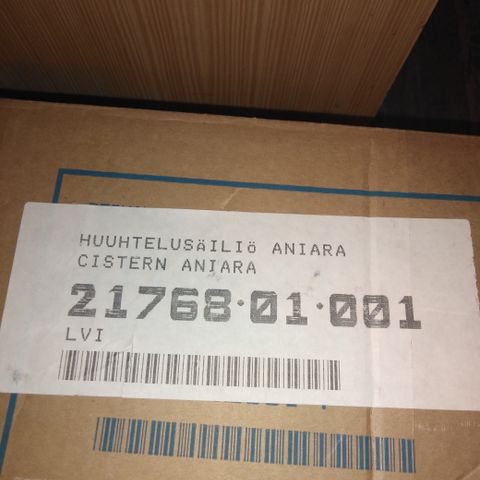 HUUHTELUSäILIö ANIARA
CISTERN ANIARA
21768·01·001
LVI